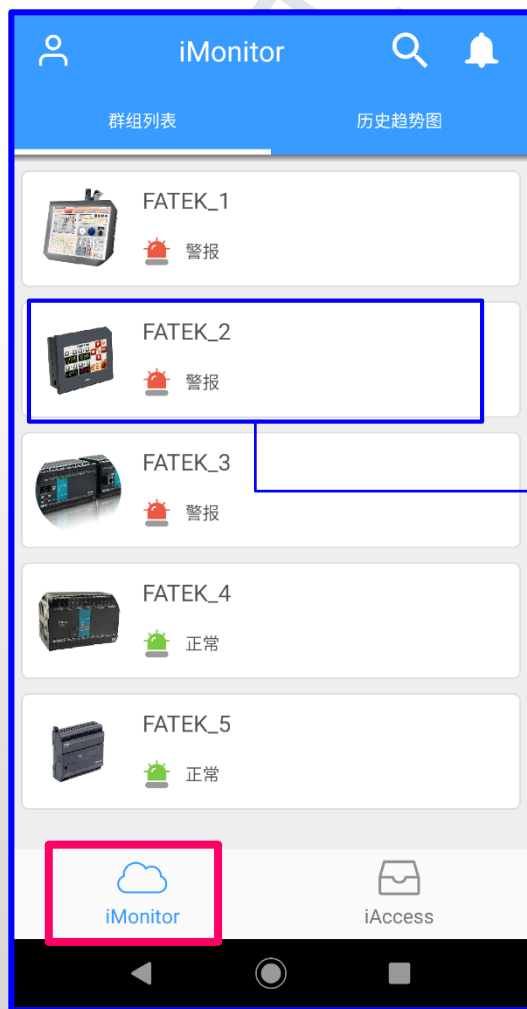 iMonitor
群组列表 历史趋势图
FATEK_1
警报
FATEK_2
警报
FATEK_3
警报
FATEK_4
正常
FATEK_5
正常
iMonitor iAccess